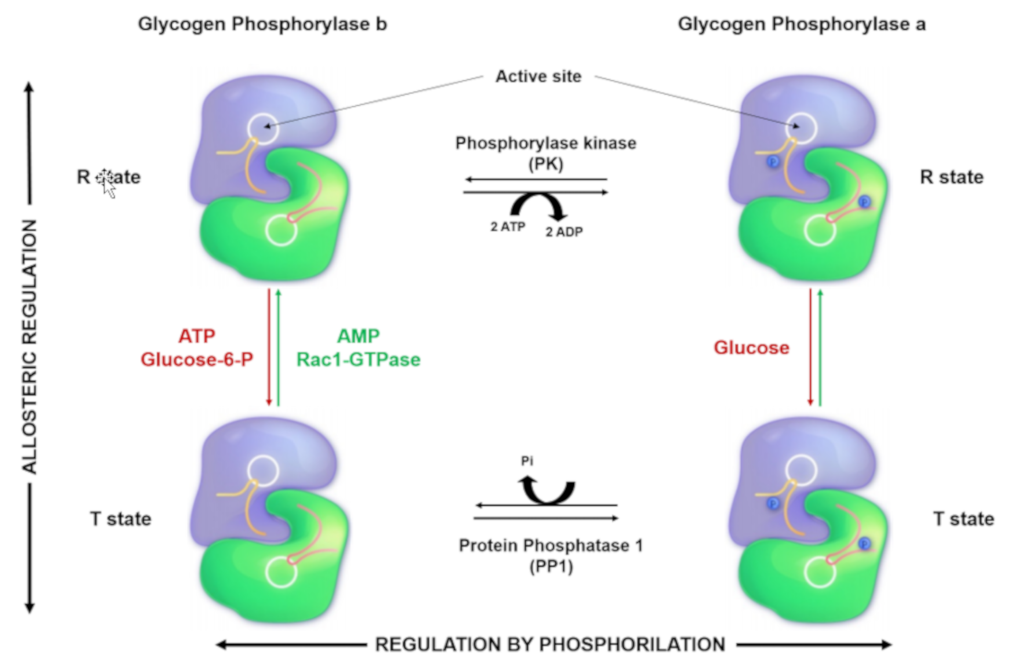 Glycogen Phosphorylase b
Glycogen Phosphorylase a
Active site
Phosphorylase kinase
(PK)
R state
R state
2 ATP
2 ADP
ALLOSTERIC REGULATION
ATP
Glucose-6-P
AMP
Rac1-GTPase
Glucose
Pi
T state
T state
Protein Phosphatase 1
(PP1)
REGULATION BY PHOSPHORILATION
P
P
P
P